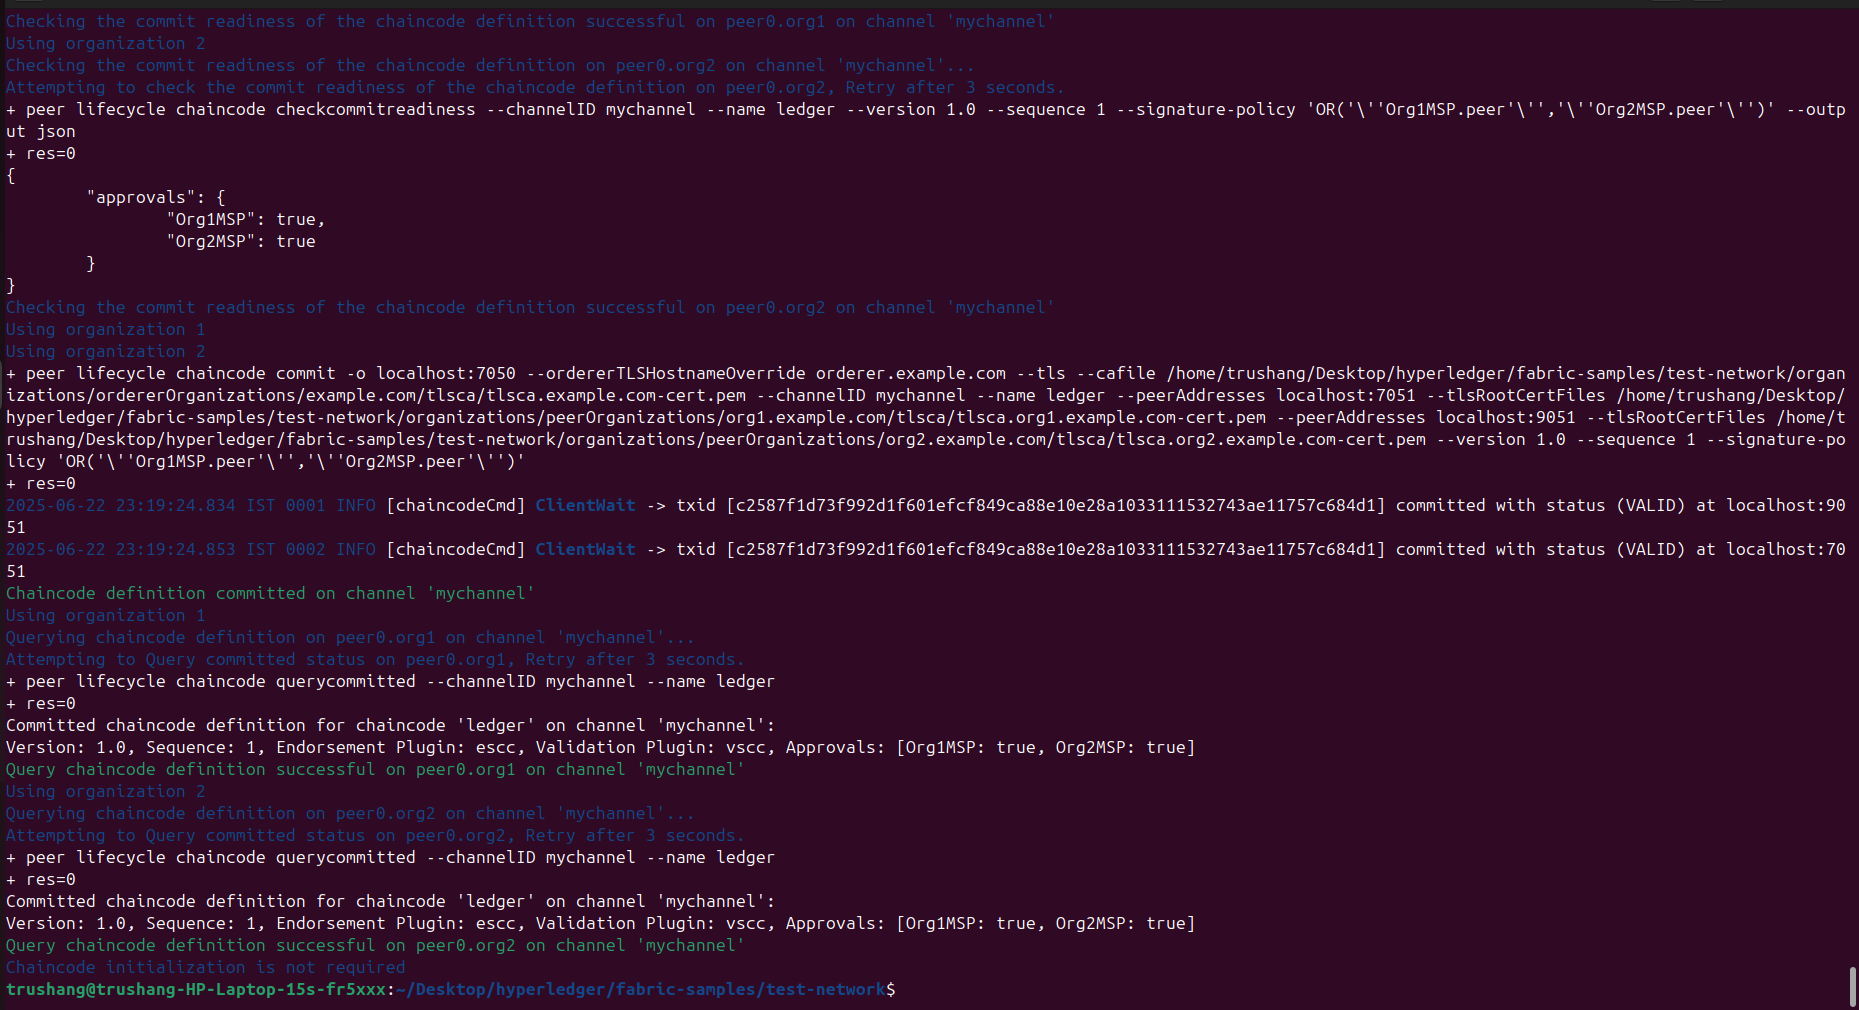 Checking the commit readiness of the chaincode definition successful on peer0.org1 on channel 'mychannel'
Using organization 2
Checking the commit readiness of the chaincode definition on peer0.org2 on channel 'mychannel'...
Attempting to check the commit readiness of the chaincode definition on peer0.org2, Retry after 3 seconds.
+ peer lifecycle chaincode checkcommitreadiness --channelID mychannel --name ledger --version 1.0 --sequence 1 --signature-policy 'OR('\''Org1MSP.peer'\'','\''Org2MSP.peer'\'')' --outp
ut json
+ res=0
{
        "approvals": {
                "Org1MSP": true,
                "Org2MSP": true
        }
}
Checking the commit readiness of the chaincode definition successful on peer0.org2 on channel 'mychannel'
Using organization 1
Using organization 2
+ peer lifecycle chaincode commit -o localhost:7050 --ordererTLSHostnameOverride orderer.example.com --tls --cafile /home/trushang/Desktop/hyperledger/fabric-samples/test-network/organ
izations/ordererOrganizations/example.com/tlsca/tlsca.example.com-cert.pem --channelID mychannel --name ledger --peerAddresses localhost:7051 --tlsRootCertFiles /home/trushang/Desktop/
hyperledger/fabric-samples/test-network/organizations/peerOrganizations/org1.example.com/tlsca/tlsca.org1.example.com-cert.pem --peerAddresses localhost:9051 --tlsRootCertFiles /home/t
rushang/Desktop/hyperledger/fabric-samples/test-network/organizations/peerOrganizations/org2.example.com/tlsca/tlsca.org2.example.com-cert.pem --version 1.0 --sequence 1 --signature-po
licy 'OR('\''Org1MSP.peer'\'','\''Org2MSP.peer'\'')'
+ res=0
2025-06-22 23:19:24.834 IST 0001 INFO [chaincodeCmd] ClientWait -> txid [c2587f1d73f992d1f601efcf849ca88e10e28a1033111532743ae11757c684d1] committed with status (VALID) at localhost:90
51
2025-06-22 23:19:24.853 IST 0002 INFO [chaincodeCmd] ClientWait -> txid [c2587f1d73f992d1f601efcf849ca88e10e28a1033111532743ae11757c684d1] committed with status (VALID) at localhost:70
51
Chaincode definition committed on channel 'mychannel'
Using organization 1
Querying chaincode definition on peer0.org1 on channel 'mychannel'...
Attempting to Query committed status on peer0.org1, Retry after 3 seconds.
+ peer lifecycle chaincode querycommitted --channelID mychannel --name ledger
+ res=0
Committed chaincode definition for chaincode 'ledger' on channel 'mychannel':
Version: 1.0, Sequence: 1, Endorsement Plugin: escc, Validation Plugin: vscc, Approvals: [Org1MSP: true, Org2MSP: true]
Query chaincode definition successful on peer0.org1 on channel 'mychannel'
Using organization 2
Querying chaincode definition on peer0.org2 on channel 'mychannel'...
Attempting to Query committed status on peer0.org2, Retry after 3 seconds.
+ peer lifecycle chaincode querycommitted --channelID mychannel --name ledger
+ res=0
Committed chaincode definition for chaincode 'ledger' on channel 'mychannel':
Version: 1.0, Sequence: 1, Endorsement Plugin: escc, Validation Plugin: vscc, Approvals: [Org1MSP: true, Org2MSP: true]
Query chaincode definition successful on peer0.org2 on channel 'mychannel'
Chaincode initialization is not required
trushang@trushang-HP-Laptop-15s-fr5xxx:~/Desktop/hyperledger/fabric-samples/test-network$